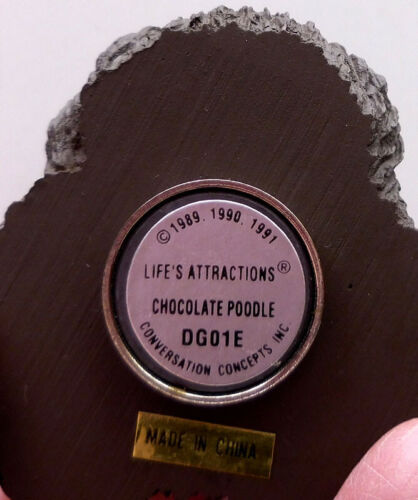 © 1989. 1990. 1991
LIFE'S ATTRACTIONS®
CHOCOLATE POODLE
DG01E
CONVERSATION CONCEPTS INC
MADE IN CHINA